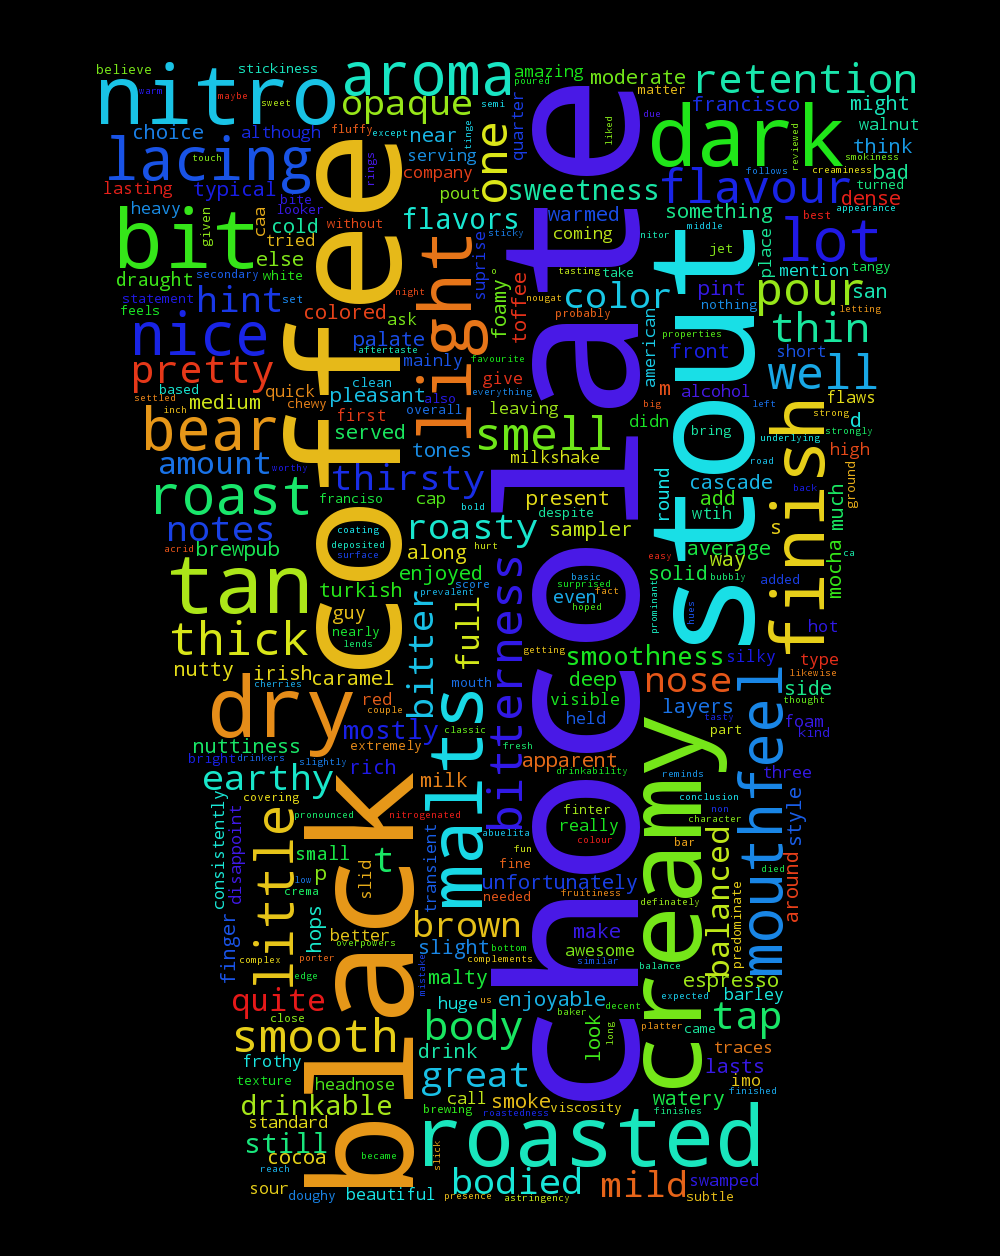 believe
stickiness
nitro
aroma
amazing
poured
moderate
matter
retention
warm
maybe
sweet
opaque
semi
quarter
liked
due
francisco
might
choice
although
fluffy
except
near
tinge
one
chocolate
dark
reviewed
walnut
lacing
touch
coffee
rings
serving
company
think
smokiness
creaminess
bad
turned
follows
lasting
typical
bite
looker
pout
sweetness
flavour
dense
appearance
heavy
given
caa
cold
without
flavors
warmed
something
best
bit
tried
light
suprise
sticky
coming
middle
nitor
stout
jet
place
lot
draught
else
secondary
white
foamy
toffee
tasting
take
mention
tangy
statement
hint
set
night
nougat
color
american
pint
pour
san
feels
colored
ask
probably
nothing
letting
nice
palate
aftertaste
mainly
favourite
properties
front
thin
short
pretty
quick
clean
pleasant
also
everything
give
m
alcohol
well
based
settled
inch
medium
chewy
overall
leaving
big
left
strong
flaws
bear
first
served
tones
smell
didn
bring
finish
d
underlying
strongly
amount
worthy
thirsty
milkshake
round
road
cascade
high
roast
franciso
cap
bold
present
despite
add
back
ground
wtih
s
much
notes
coating
deposited
surface
roasty
sampler
average
way
mocha
acrid
brewpub
along
hurt
easy
ca
tan
turkish
enjoyed
score
prevalent
basic
surprised
fact
even
hoped
solid
bubbly
added
prominant
hues
thick
guy
nearly
lends
bitter
full
bitterness
getting
smoothness
silky
hot
type
likewise
nutty
irish
caramel
cherries
mouth
deep
nose
side
thought
dry
red
couple
visible
held
layers
tasty
mouthfeel
foam
kind
nuttiness
mostly
extremely
classic
malts
fresh
apparent
part
bright
drinkers
slightly
rich
earthy
black
milk
drinkability
creamy
reminds
three
covering
pronounced
nitrogenated
finter
really
colour
conclusion
non
character
style
consistently
disappoint
little
transient
abuelita
fun
fine
bar
balanced
small
t
slid
unfortunately
fruitiness
died
around
low
p
crema
needed
definately
predominate
finger
hops
better
overpowers
brown
make
awesome
complex
porter
edge
mistaken
slight
bottom
complements
similar
balance
malty
espresso
quite
close
huge
us
enjoyable
baker
decent
expected
barley
smooth
body
look
long
platter
came
tap
frothy
drink
traces
texture
headnose
great
lasts
imo
finished
drinkable
call
brewing
smoke
roastedness
viscosity
watery
finishes
standard
still
cocoa
became
slick
roasted
reach
sour
doughy
beautiful
bodied
presence
astringency
mild
swamped
subtle